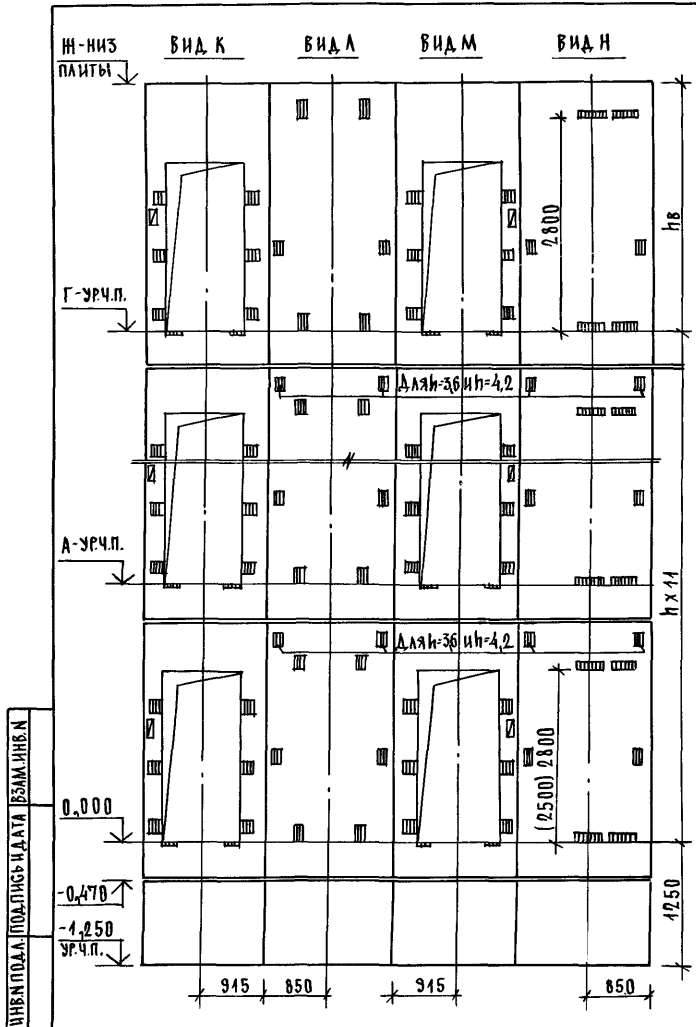 Ж-НИЗ
ПЛИТЫ
ВИД К
ВИД Л
ВИД М
ВИД Н
2800
hв
Г-УР.Ч.П.
Для h=3,6 и h=4,2
А-УР.Ч.П.
h x 11
Для h=3,6 и h=4,2
(2500) 2800
0,000
-0,470
-1,250
УР.Ч.П.
1250
915
850
915
850
ИНВ.N ПОДЛ.
ПОДПИСЬ И ДАТА
ВЗАМ.ИНВ.N